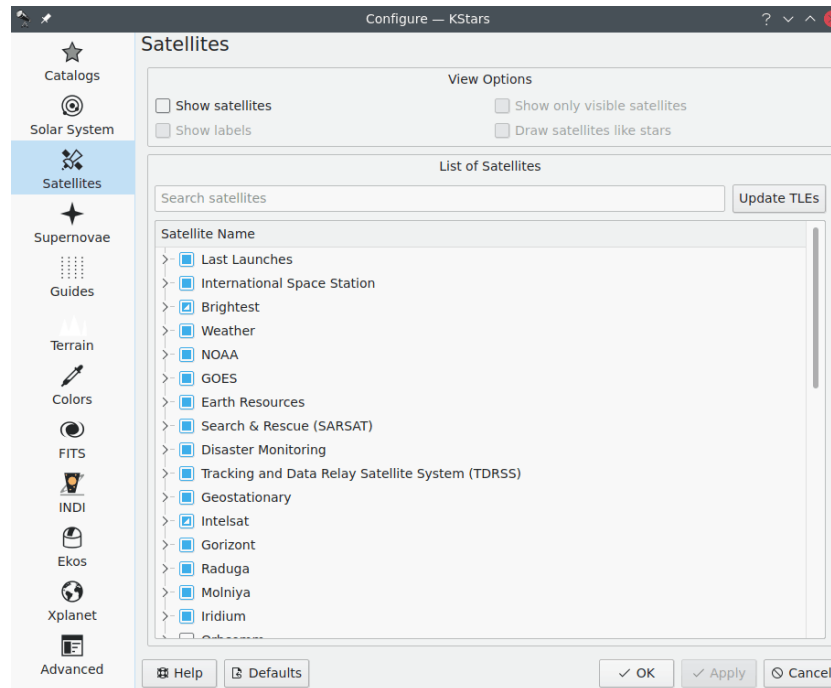 Configure — KStars
Catalogs
Solar System
Satellites
Supernovae
Guides
Terrain
Colors
FITS
INDI
Ekos
Xplanet
Advanced
Satellites
View Options
Show satellites
Show only visible satellites
Show labels
Draw satellites like stars
List of Satellites
Search satellites
Update TLEs
Satellite Name
Last Launches
International Space Station
Brightest
Weather
NOAA
GOES
Earth Resources
Search & Rescue (SARSAT)
Disaster Monitoring
Tracking and Data Relay Satellite System (TDRSS)
Geostationary
Intelsat
Gorizont
Raduga
Molniya
Iridium
Help
Defaults
OK
Apply
Cancel